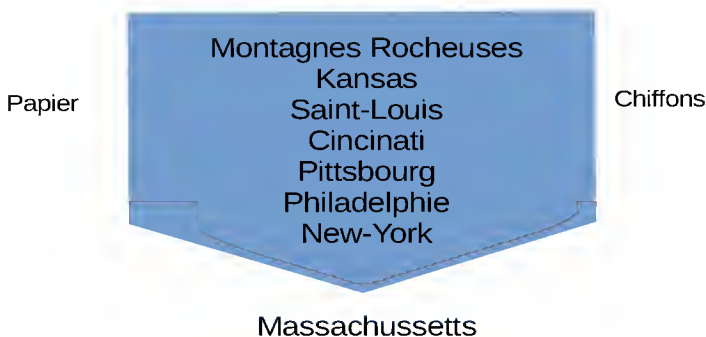 Montagnes Rocheuses
Kansas
Saint-Louis
Papier
Chiffons
Cincinati
Pittsbourg
Philadelphie
New-York
Massachussetts